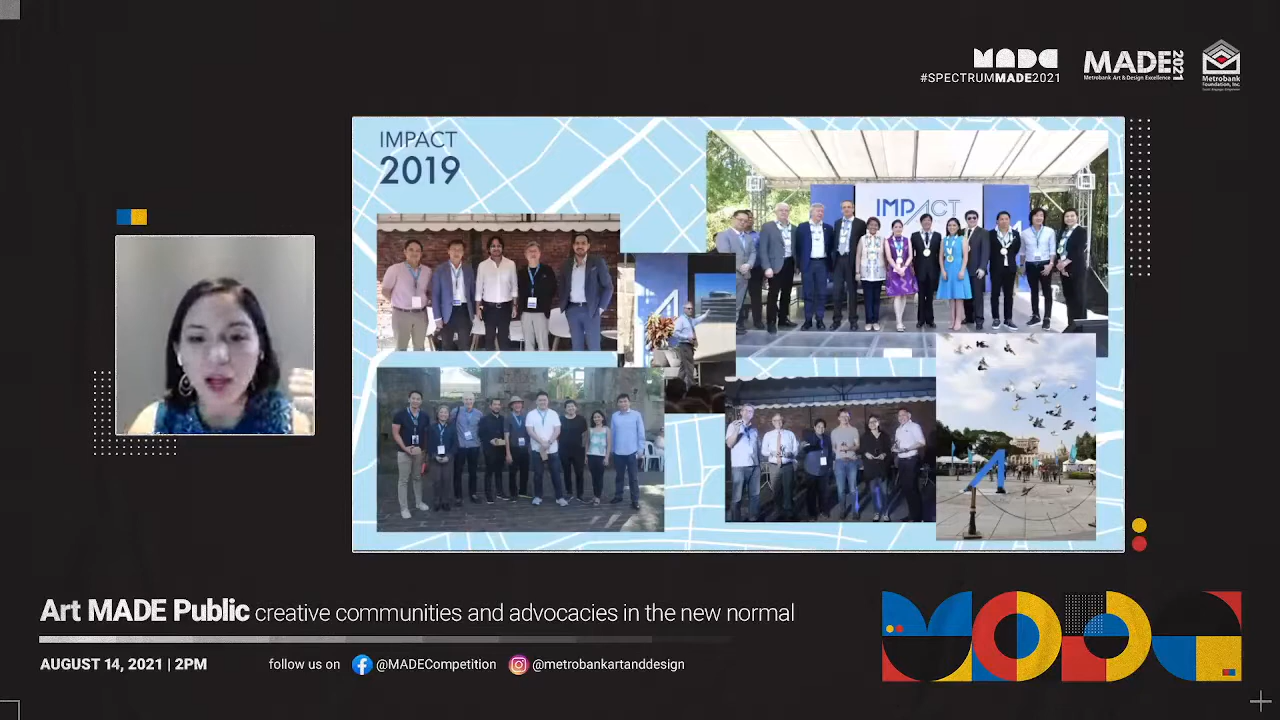 MADE
#SPECTRUMMADE2021
MADE 2021
Metrobank Art & Design Excellence
Metrobank
Foundation, Inc.
IMPACT
2019
IMPACT
Art MADE Public creative communities and advocacies in the new normal
AUGUST 14, 2021 | 2PM
follow us on @MADECompetition @metrobankartanddesign
MADE